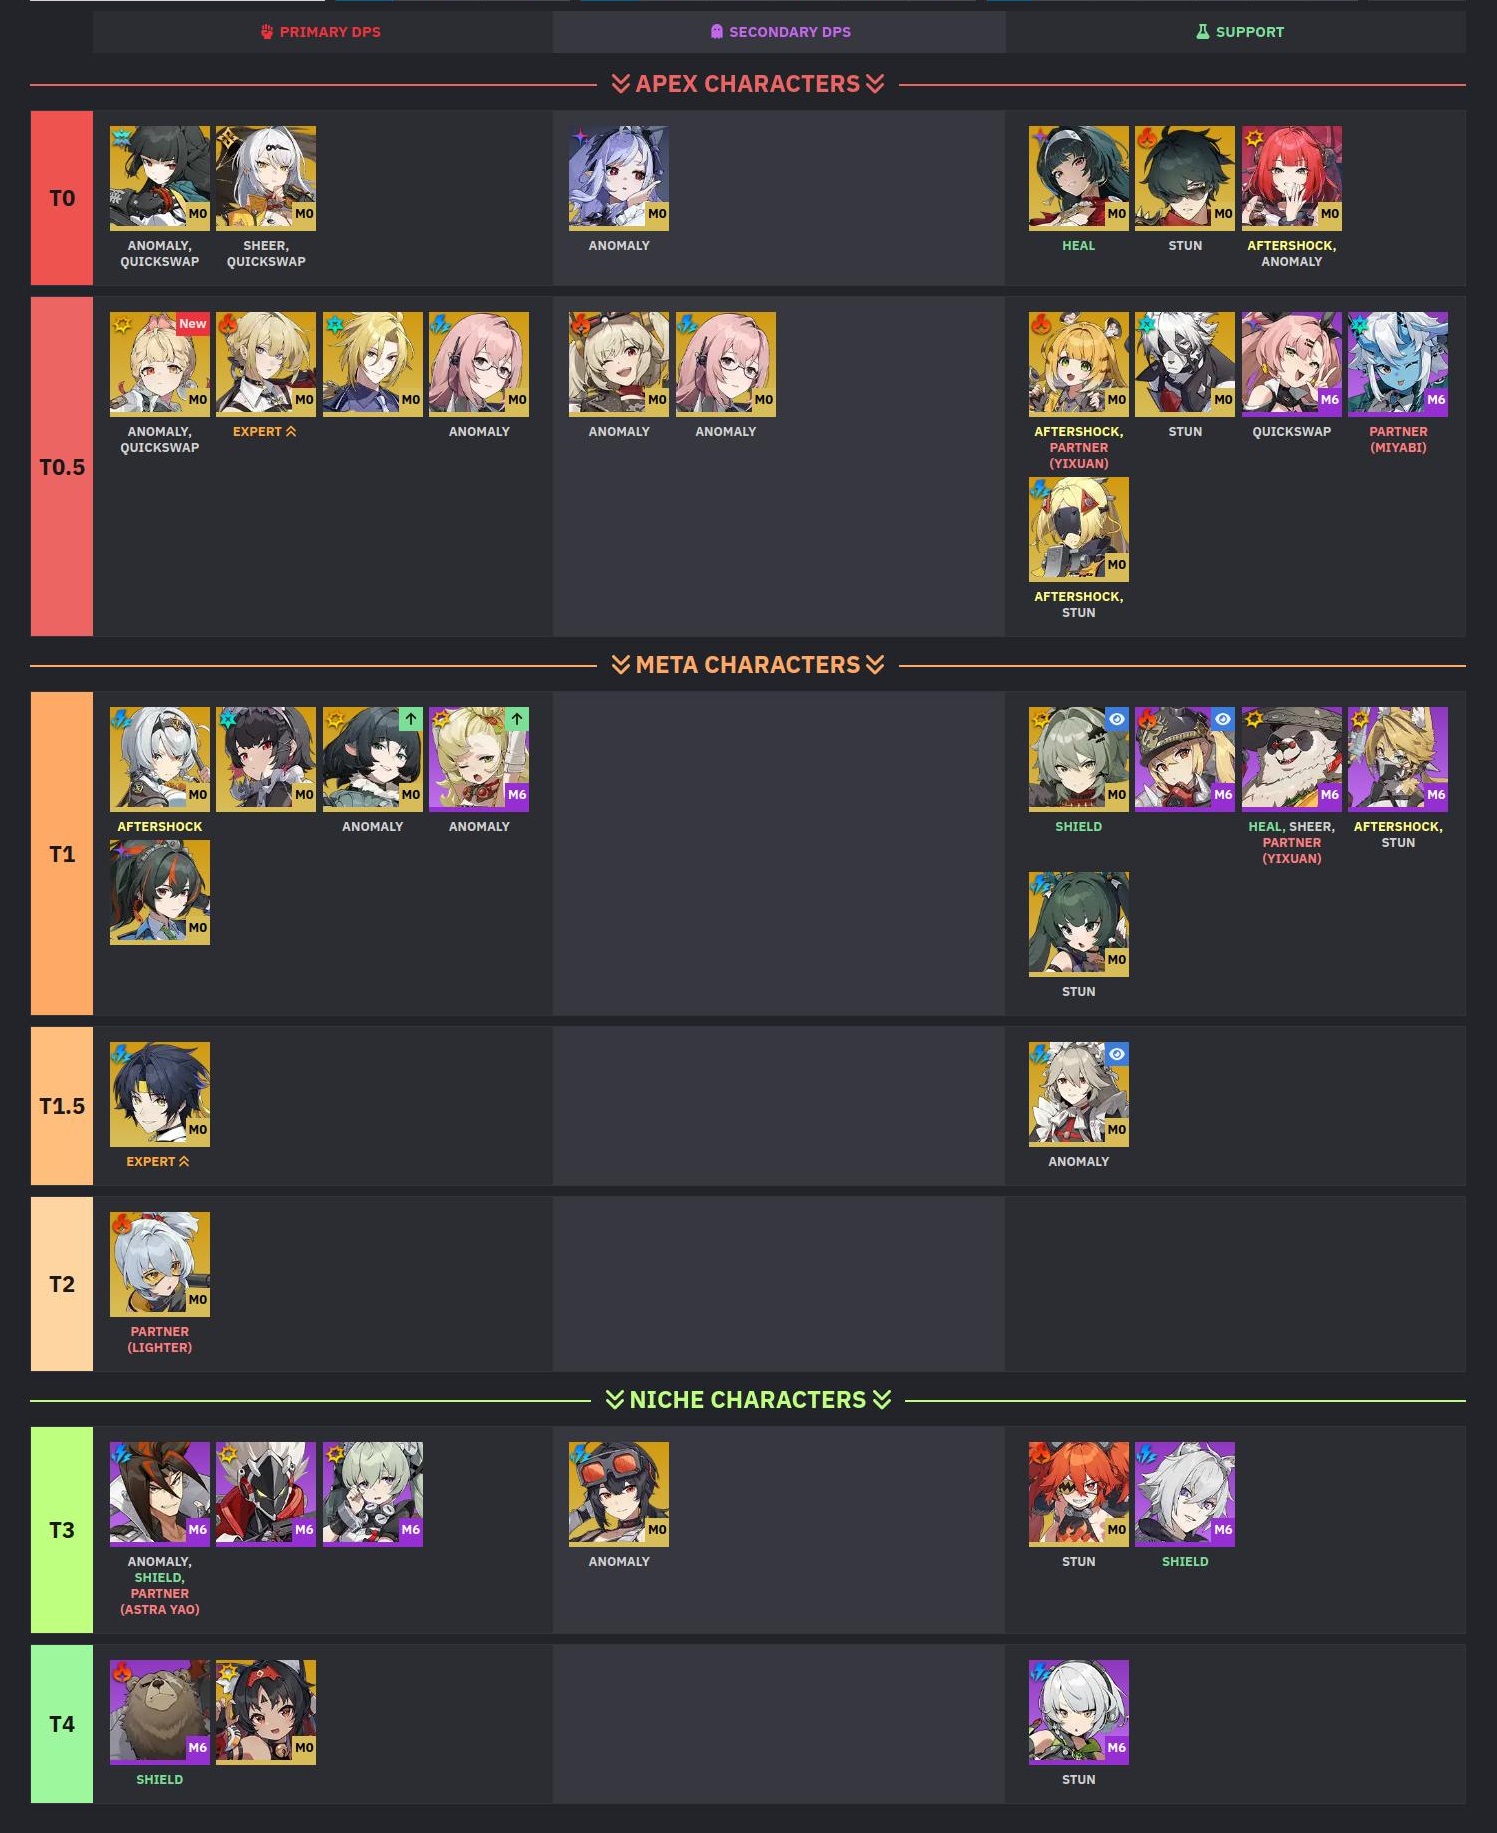 PRIMARY DPS
SECONDARY DPS
SUPPORT
APEX CHARACTERS
T0
M0
M0
M0
M0
M0
M0
ANOMALY,
QUICKSWAP
SHEER,
QUICKSWAP
ANOMALY
HEAL
STUN
AFTERSHOCK,
ANOMALY
T0.5
New
M0
M0
M0
M0
M0
M0
M0
M0
M6
M6
ANOMALY,
QUICKSWAP
EXPERT
ANOMALY
ANOMALY
ANOMALY
AFTERSHOCK,
PARTNER
(YIXUAN)
STUN
QUICKSWAP
PARTNER
(MIYABI)
M0
AFTERSHOCK,
STUN
META CHARACTERS
T1
M0
M0
M0
M6
M0
M6
M6
M6
AFTERSHOCK
ANOMALY
ANOMALY
SHIELD
HEAL, SHEER,
PARTNER
(YIXUAN)
AFTERSHOCK,
STUN
M0
M0
STUN
T1.5
M0
M0
EXPERT
ANOMALY
T2
M0
PARTNER
(LIGHTER)
NICHE CHARACTERS
T3
M6
M6
M6
M0
M0
M6
ANOMALY,
SHIELD,
PARTNER
(ASTRA YAO)
ANOMALY
STUN
SHIELD
T4
M6
M0
M6
SHIELD
STUN